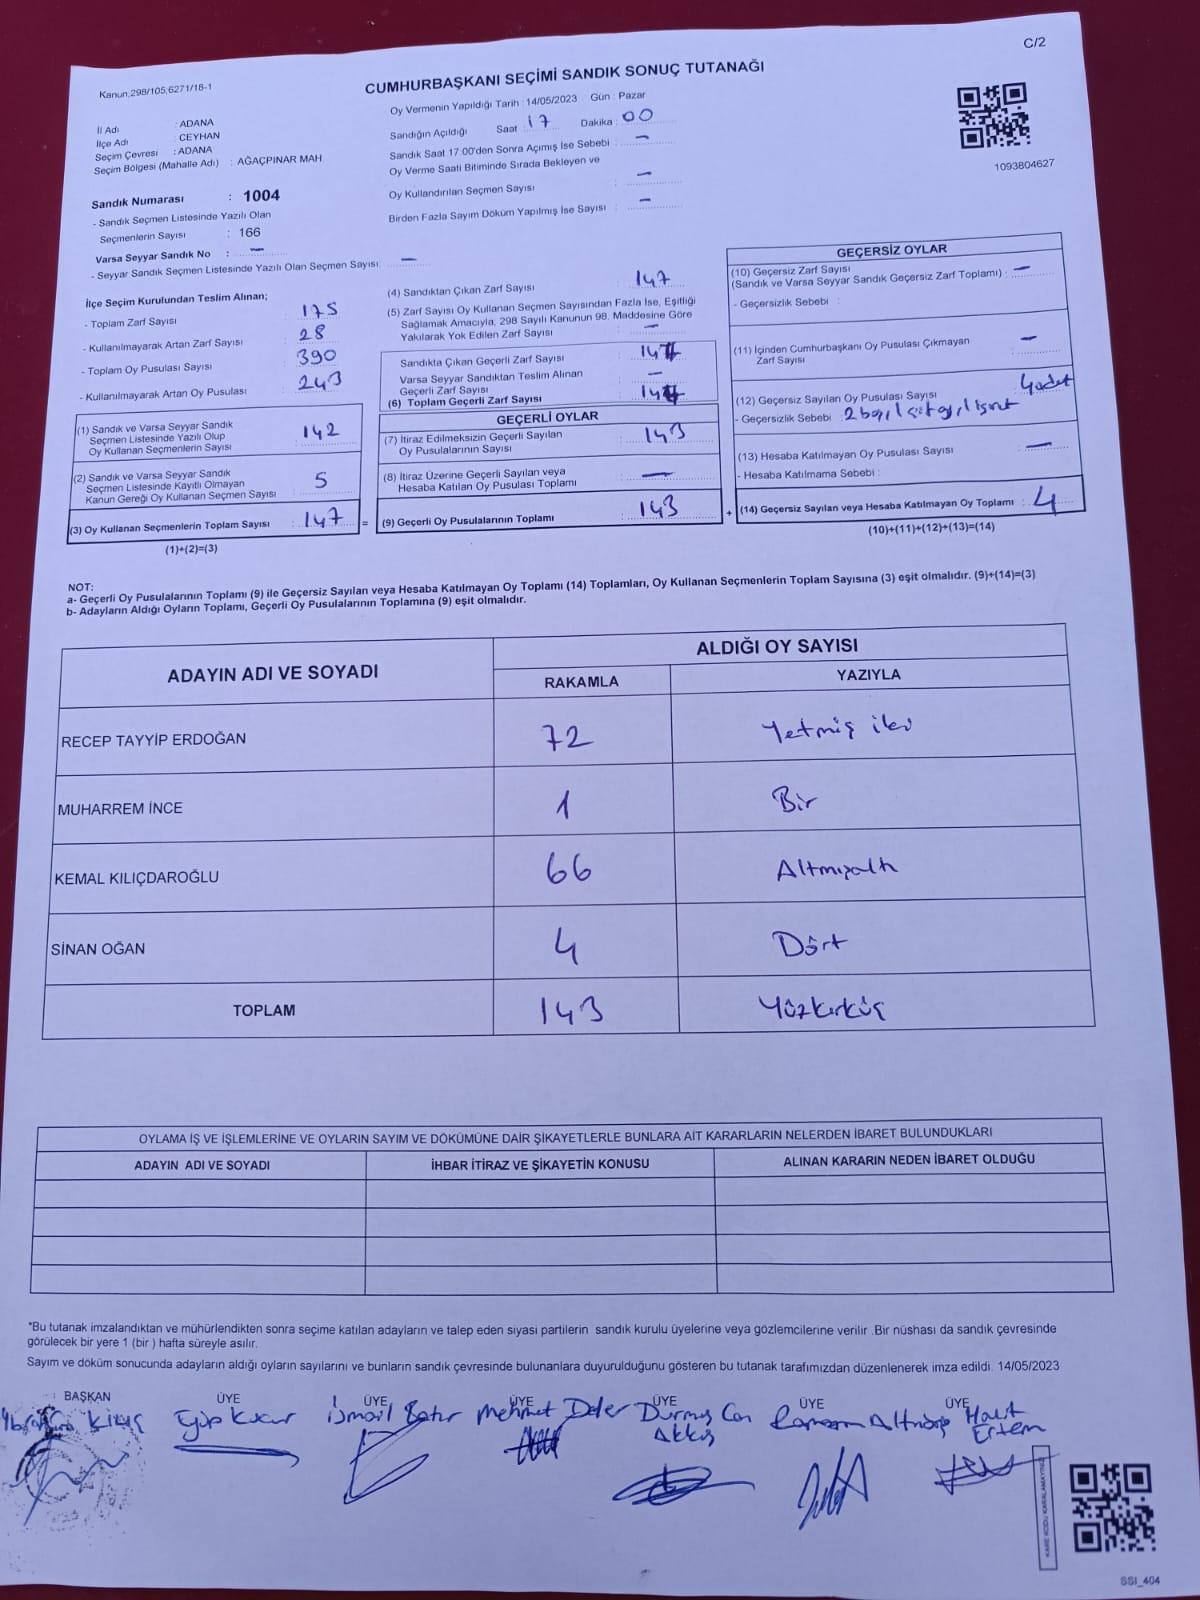 C/2
Kanun,298/105;6271/18-1
CUMHURBAŞKANI SEÇİMİ SANDIK SONUÇ TUTANAĞI
Oy Vermenin Yapıldığı Tarih : 14/05/2023 Gün : Pazar
İl Adı : ADANA
İlçe Adı : CEYHAN
Seçim Çevresi : ADANA
Seçim Bölgesi (Mahalle Adı) : AĞAÇPINAR MAH.
Sandığın Açıldığı Saat : 17 Dakika : 00
Sandık Saat 17:00'den Sonra Açımış İse Sebebi : —
Oy Verme Saati Bitiminde Sırada Bekleyen ve
Oy Kullandırılan Seçmen Sayısı : —
Birden Fazla Sayım Döküm Yapılmış İse Sayısı : —
1093804627
Sandık Numarası : 1004
- Sandık Seçmen Listesinde Yazılı Olan
Seçmenlerin Sayısı : 166
Varsa Seyyar Sandık No : —
- Seyyar Sandık Seçmen Listesinde Yazılı Olan Seçmen Sayısı: —
İlçe Seçim Kurulundan Teslim Alınan;
- Toplam Zarf Sayısı : 175
- Kullanılmayarak Artan Zarf Sayısı : 28
- Toplam Oy Pusulası Sayısı : 390
- Kullanılmayarak Artan Oy Pusulası : 243
(1) Sandık ve Varsa Seyyar Sandık
Seçmen Listesinde Yazılı Olup
Oy Kullanan Seçmenlerin Sayısı : 142
(2) Sandık ve Varsa Seyyar Sandık
Seçmen Listesinde Kayıtlı Olmayan
Kanun Gereği Oy Kullanan Seçmen Sayısı : 5
(3) Oy Kullanan Seçmenlerin Toplam Sayısı : 147 =
(1)+(2)=(3)
(4) Sandıktan Çıkan Zarf Sayısı : 147
(5) Zarf Sayısı Oy Kullanan Seçmen Sayısından Fazla İse, Eşitliği
Sağlamak Amacıyla, 298 Sayılı Kanunun 98. Maddesine Göre
Yakılarak Yok Edilen Zarf Sayısı : —
Sandıkta Çıkan Geçerli Zarf Sayısı : 147
Varsa Seyyar Sandıktan Teslim Alınan
Geçerli Zarf Sayısı : —
(6) Toplam Geçerli Zarf Sayısı : 147
GEÇERLİ OYLAR
(7) İtiraz Edilmeksizin Geçerli Sayılan
Oy Pusulalarının Sayısı : 143
(8) İtiraz Üzerine Geçerli Sayılan veya
Hesaba Katılan Oy Pusulası Toplamı : —
(9) Geçerli Oy Pusulalarının Toplamı : 143 +
GEÇERSİZ OYLAR
(10) Geçersiz Zarf Sayısı
(Sandık ve Varsa Seyyar Sandık Geçersiz Zarf Toplamı) : —
- Geçersizlik Sebebi :
(11) İçinden Cumhurbaşkanı Oy Pusulası Çıkmayan
Zarf Sayısı : —
(12) Geçersiz Sayılan Oy Pusulası Sayısı : 4 adet
- Geçersizlik Sebebi :
(13) Hesaba Katılmayan Oy Pusulası Sayısı : —
- Hesaba Katılmama Sebebi :
(14) Geçersiz Sayılan veya Hesaba Katılmayan Oy Toplamı : 4
(10)+(11)+(12)+(13)=(14)
NOT:
a- Geçerli Oy Pusulalarının Toplamı (9) ile Geçersiz Sayılan veya Hesaba Katılmayan Oy Toplamı (14) Toplamları, Oy Kullanan Seçmenlerin Toplam Sayısına (3) eşit olmalıdır. (9)+(14)=(3)
b- Adayların Aldığı Oyların Toplamı, Geçerli Oy Pusulalarının Toplamına (9) eşit olmalıdır.
ADAYIN ADI VE SOYADI ALDIĞI OY SAYISI
RAKAMLA YAZIYLA
RECEP TAYYİP ERDOĞAN 72 Yetmiş iki
MUHARREM İNCE 1 Bir
KEMAL KILIÇDAROĞLU 66 Altmışaltı
SİNAN OĞAN 4 Dört
TOPLAM 143 Yüzkırküç
OYLAMA İŞ VE İŞLEMLERİNE VE OYLARIN SAYIM VE DÖKÜMÜNE DAİR ŞİKAYETLERLE BUNLARA AİT KARARLARIN NELERDEN İBARET BULUNDUKLARI
ADAYIN ADI VE SOYADI İHBAR İTİRAZ VE ŞİKAYETİN KONUSU ALINAN KARARIN NEDEN İBARET OLDUĞU
*Bu tutanak imzalandıktan ve mühürlendikten sonra seçime katılan adayların ve talep eden siyasi partilerin sandık kurulu üyelerine veya gözlemcilerine verilir .Bir nüshası da sandık çevresinde
görülecek bir yere 1 (bir ) hafta süreyle asılır.
Sayım ve döküm sonucunda adayların aldığı oyların sayılarını ve bunların sandık çevresinde bulunanlara duyurulduğunu gösteren bu tutanak tarafımızdan düzenlenerek imza edildi. 14/05/2023
BAŞKAN ÜYE ÜYE ÜYE ÜYE ÜYE ÜYE
Kılıç Eyüp İsmail Batır Mehmet Deler Durmuş Can Ramazan Halit
Akkış Ertem
KARE KODU KARALAMAYINIZ
SSI_404